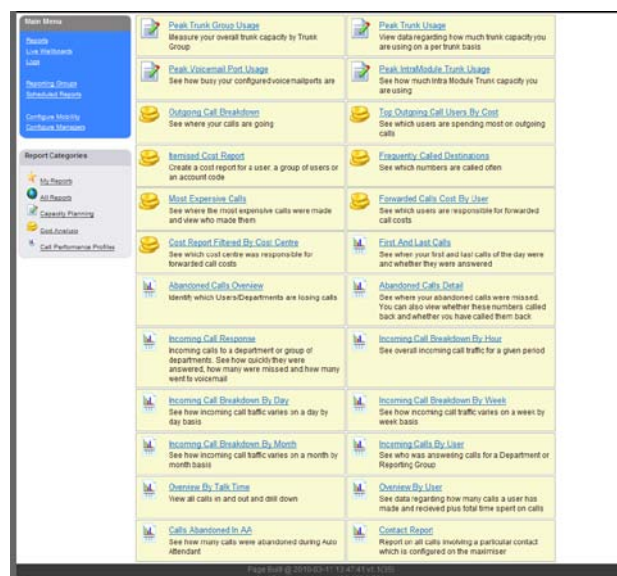 Main Menu
Reports
Live Wallboards
Logs
Reporting Groups
Scheduled Reports
Configure Mobility
Configure Managers
Report Categories
My Reports
All Reports
Capacity Planning
Cost Analysis
Call Performance Profiles
Peak Trunk Group Usage
Measure your overall trunk capacity by Trunk
Group
Peak Trunk Usage
View data regarding how much trunk capacity you
are using on a per trunk basis
Peak Voicemail Port Usage
See how busy your configured voicemailports are
Peak IntraModule Trunk Usage
See how much Intra Module Trunk capacity you
are using
Outgoing Call Breakdown
See where your calls are going
Top Outgoing Call Users By Cost
See which users are spending most on outgoing
calls
Itemised Cost Report
Create a cost report for a user, a group of users or
an account code
Frequently Called Destinations
See which numbers are called often
Most Expensive Calls
See where the most expensive calls were made
and view who made them
Forwarded Calls Cost By User
See which users are responsible for forwarded
call costs
Cost Report Filtered By Cost Centre
See which cost centre was responsible for
forwarded call costs
First And Last Calls
See when your first and last calls of the day were
and whether they were answered
Abandoned Calls Overview
Identify which Users/Departments are losing calls
Abandoned Calls Detail
See where your abandoned calls were missed.
You can also view whether these numbers called
back and whether you have called them back
Incoming Call Response
Incoming calls to a department or group of
departments. See how quickly they were
answered, how many were missed and how many
went to voicemail
Incoming Call Breakdown By Hour
See overall incoming call traffic for a given period
Incoming Call Breakdown By Day
See how incoming call traffic varies on a day by
day basis
Incoming Call Breakdown By Week
See how incoming call traffic varies on a week by
week basis
Incoming Call Breakdown By Month
See how incoming call traffic varies on a month by
month basis
Incoming Calls By User
See who was answering calls for a Department or
Reporting Group
Overview By Talk Time
View all calls in and out and drill down
Overview By User
See data regarding how many calls a user has
made and recieved plus total time spent on calls
Calls Abandoned In AA
See how many calls were abandoned during Auto
Attendant
Contact Report
Report on all calls involving a particular contact
which is configured on the maximiser
Page Built @ 2010-03-11 13:47:41